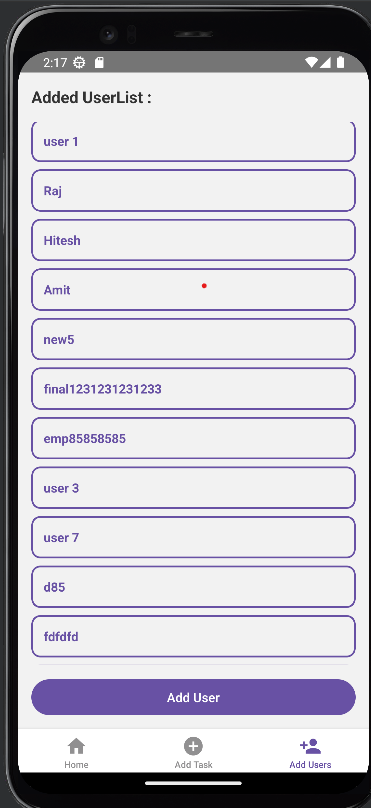 2:17
Added UserList :
user 1
Raj
Hitesh
Amit
new5
final1231231231233
emp85858585
user 3
user 7
d85
fdfdfd
Add User
Home
Add Task
Add Users